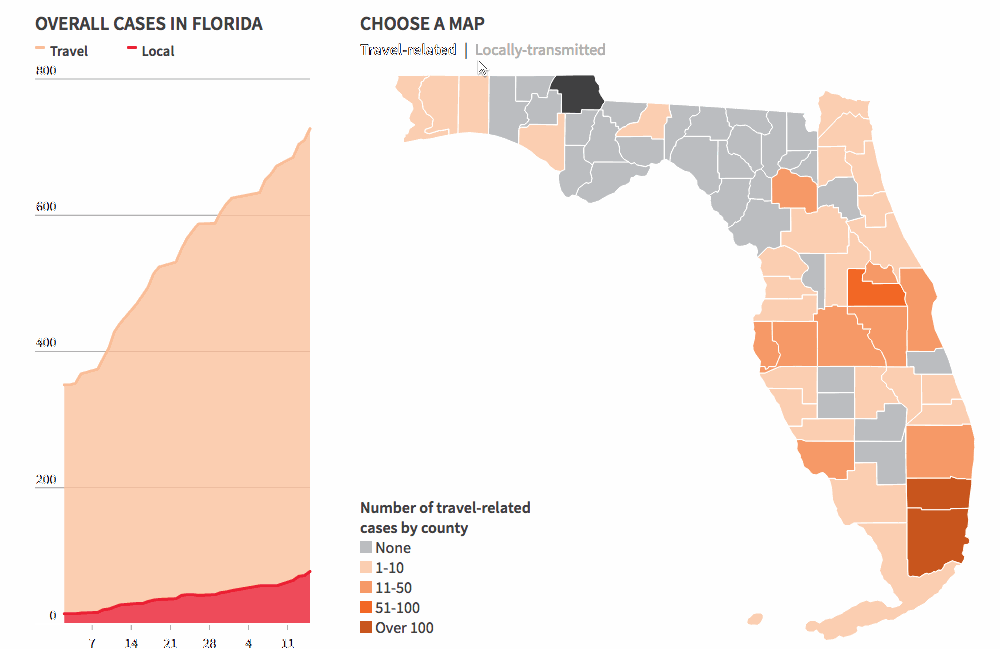 OVERALL CASES IN FLORIDA
Travel
Local
800
600
400
200
0
7 14 21 28 4 11
CHOOSE A MAP
Travel-related | Locally-transmitted
Number of travel-related
cases by county
None
1-10
11-50
51-100
Over 100